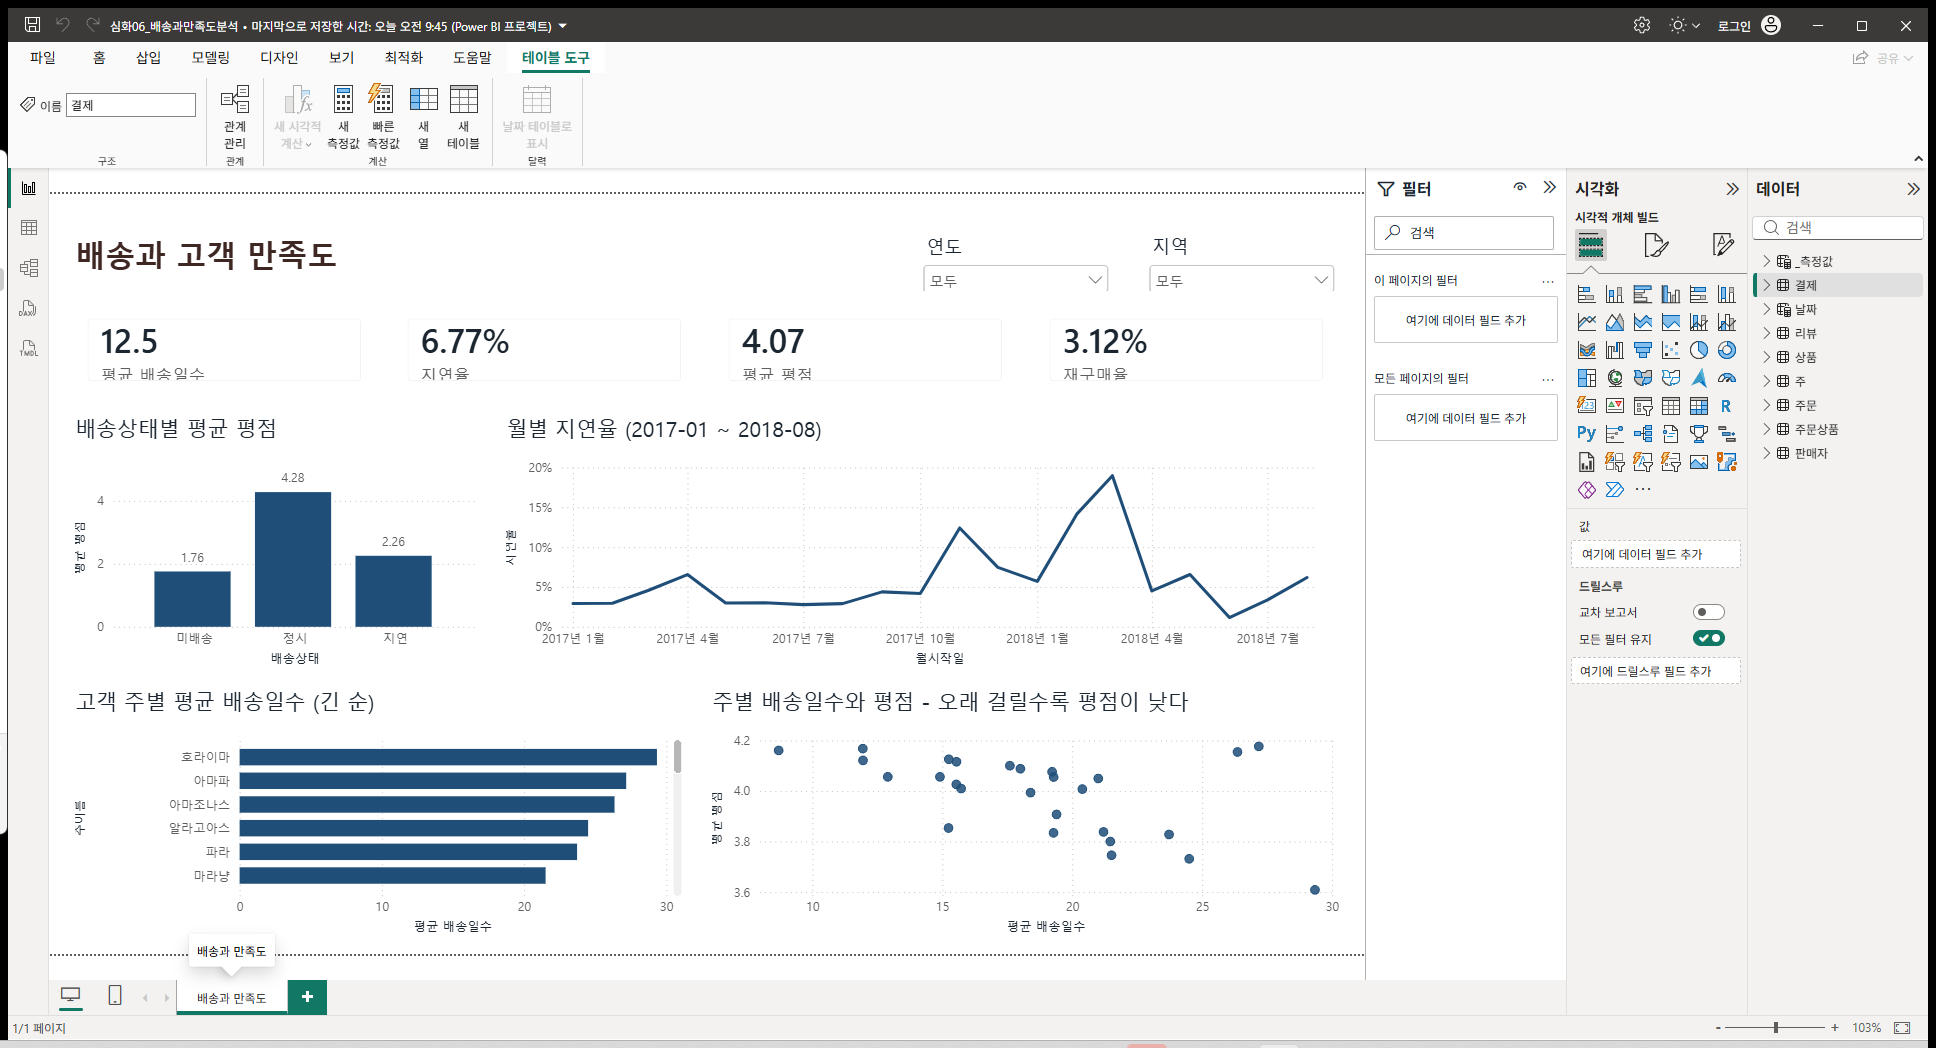 심화06_배송과만족도분석 • 마지막으로 저장한 시간: 오늘 오전 9:45 (Power BI 프로젝트)
로그인
파일 홈 삽입 모델링 디자인 보기 최적화 도움말 테이블 도구
공유
이름 결제
관계 관리
새 시각적 계산
새 측정값
빠른 측정값
새 열
새 테이블
날짜 테이블로 표시
구조 관계 계산 달력
배송과 고객 만족도
연도
모두
지역
모두
12.5
평균 배송일수
6.77%
지연율
4.07
평균 평점
3.12%
재구매율
배송상태별 평균 평점
평균 평점
4
2
0
1.76
4.28
2.26
미배송 정시 지연
배송상태
월별 지연율 (2017-01 ~ 2018-08)
지연율
20%
15%
10%
5%
0%
2017년 1월 2017년 4월 2017년 7월 2017년 10월 2018년 1월 2018년 4월 2018년 7월
월시작일
고객 주별 평균 배송일수 (긴 순)
주이름
호라이마
아마파
아마조나스
알라고아스
파라
마라냥
0 10 20 30
평균 배송일수
주별 배송일수와 평점 - 오래 걸릴수록 평점이 낮다
평균 평점
4.2
4.0
3.8
3.6
10 15 20 25 30
평균 배송일수
배송과 만족도
배송과 만족도
1/1 페이지
103%
필터
검색
이 페이지의 필터
여기에 데이터 필드 추가
모든 페이지의 필터
여기에 데이터 필드 추가
시각화
시각적 개체 빌드
123
R
Py
값
여기에 데이터 필드 추가
드릴스루
교차 보고서
모든 필터 유지
여기에 드릴스루 필드 추가
데이터
검색
_측정값
결제
날짜
리뷰
상품
주
주문
주문상품
판매자
DAX
TMDL